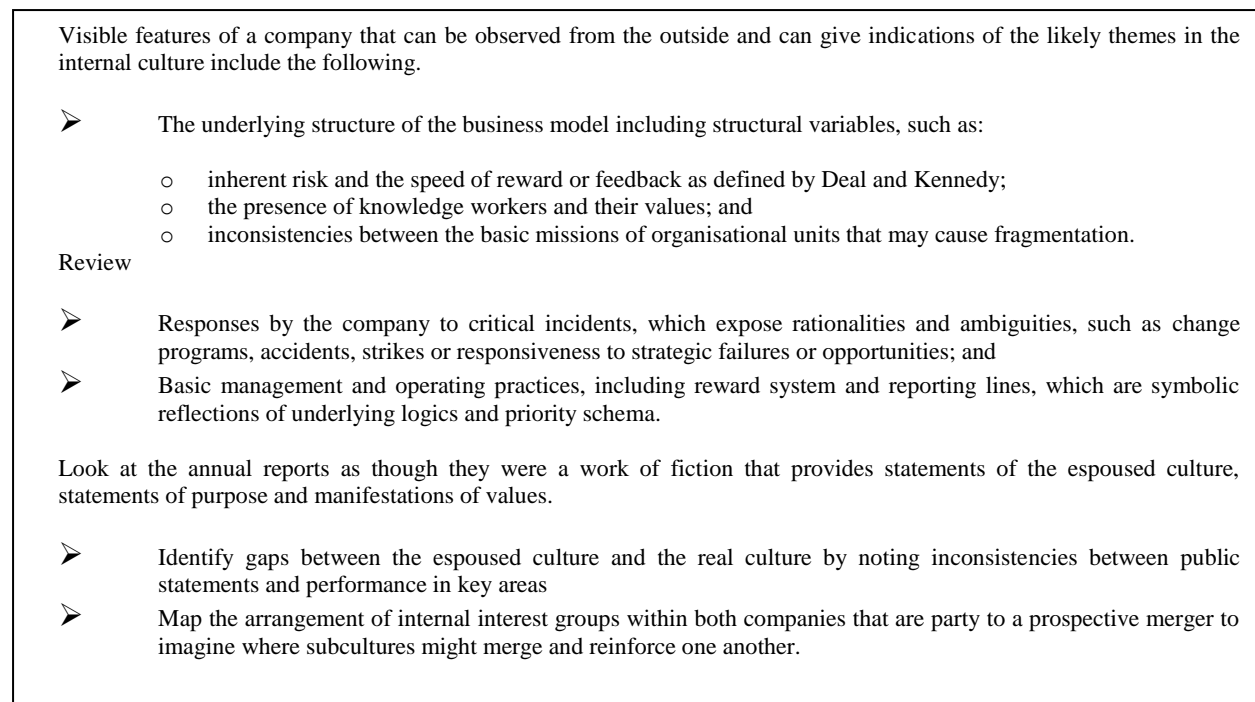 Visible features of a company that can be observed from the outside and can give indications of the likely themes in the
internal culture include the following.
➢ The underlying structure of the business model including structural variables, such as:
o inherent risk and the speed of reward or feedback as defined by Deal and Kennedy;
o the presence of knowledge workers and their values; and
o inconsistencies between the basic missions of organisational units that may cause fragmentation.
Review
➢ Responses by the company to critical incidents, which expose rationalities and ambiguities, such as change
programs, accidents, strikes or responsiveness to strategic failures or opportunities; and
➢ Basic management and operating practices, including reward system and reporting lines, which are symbolic
reflections of underlying logics and priority schema.
Look at the annual reports as though they were a work of fiction that provides statements of the espoused culture,
statements of purpose and manifestations of values.
➢ Identify gaps between the espoused culture and the real culture by noting inconsistencies between public
statements and performance in key areas
➢ Map the arrangement of internal interest groups within both companies that are party to a prospective merger to
imagine where subcultures might merge and reinforce one another.